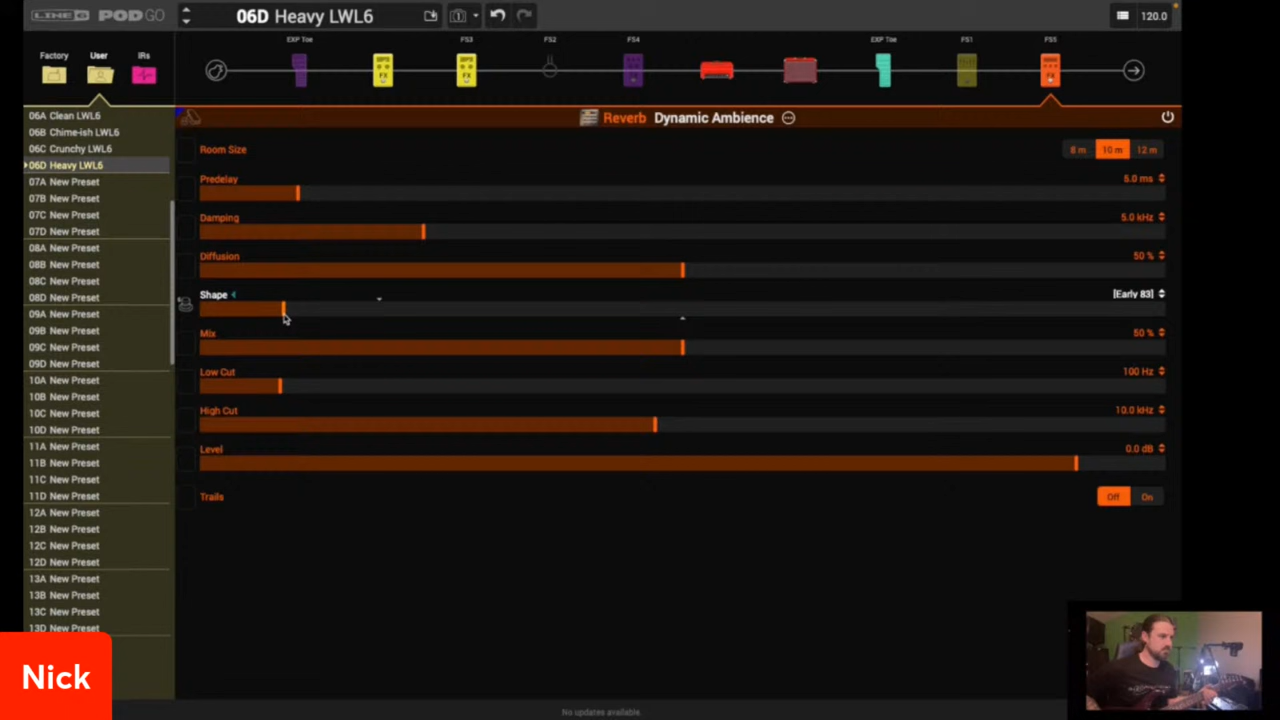 LINE 6 POD GO
06D Heavy LWL6
1
120.0
Factory
User
IRs
EXP Toe
FS3
FS2
FS4
EXP Toe
FS1
FS5
FX
FX
FX
Reverb Dynamic Ambience
06A Clean LWL6
06B Chime-ish LWL6
06C Crunchy LWL6
06D Heavy LWL6
07A New Preset
07B New Preset
07C New Preset
07D New Preset
08A New Preset
08B New Preset
08C New Preset
08D New Preset
09A New Preset
09B New Preset
09C New Preset
09D New Preset
10A New Preset
10B New Preset
10C New Preset
10D New Preset
11A New Preset
11B New Preset
11C New Preset
11D New Preset
12A New Preset
12B New Preset
12C New Preset
12D New Preset
13A New Preset
13B New Preset
13C New Preset
13D New Preset
Room Size 8 m 10 m 12 m
Predelay 5.0 ms
Damping 5.0 kHz
Diffusion 50 %
Shape [Early 83]
Mix 50 %
Low Cut 100 Hz
High Cut 10.0 kHz
Level 0.0 dB
Trails Off On
Nick
No updates available.